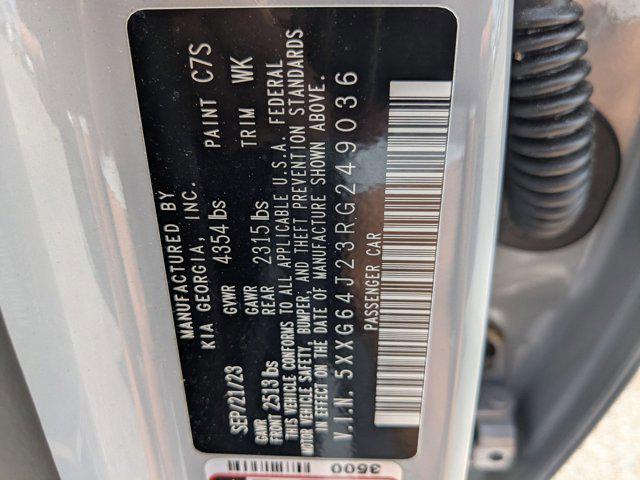 MANUFACTURED BY
KIA GEORGIA, INC. PAINT C7S
SEP/21/23 GVWR 4354 lbs TRIM WK
GAWR FRONT 2513 lbs GAWR REAR 2315 lbs
THIS VEHICLE CONFORMS TO ALL APPLICABLE U.S.A. FEDERAL
MOTOR VEHICLE SAFETY, BUMPER, AND THEFT PREVENTION STANDARDS
IN EFFECT ON THE DATE OF MANUFACTURE SHOWN ABOVE.
V.I.N. 5XXG64J23RG249036
PASSENGER CAR
3500